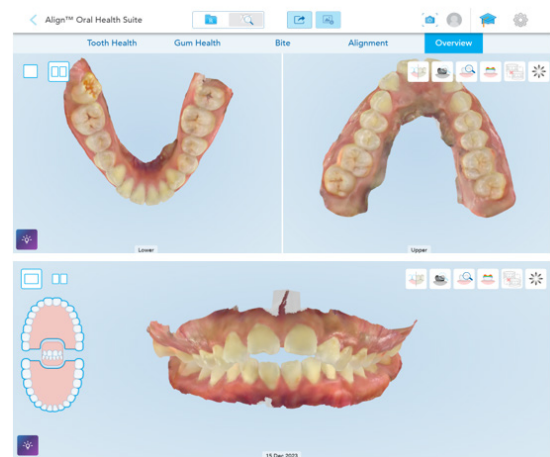 Align™ Oral Health Suite
Tooth Health Gum Health Bite Alignment Overview
Lower Upper
15 Dec 2023